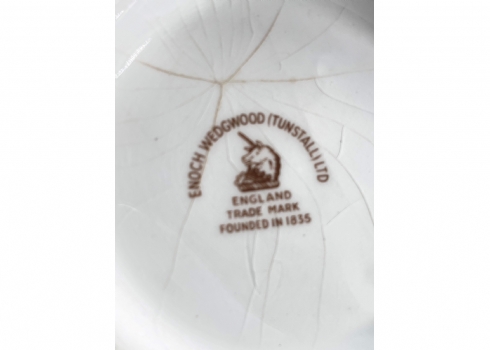 ENOCH WEDGWOOD (TUNSTALL) LTD
ENGLAND
TRADE MARK
FOUNDED IN 1835